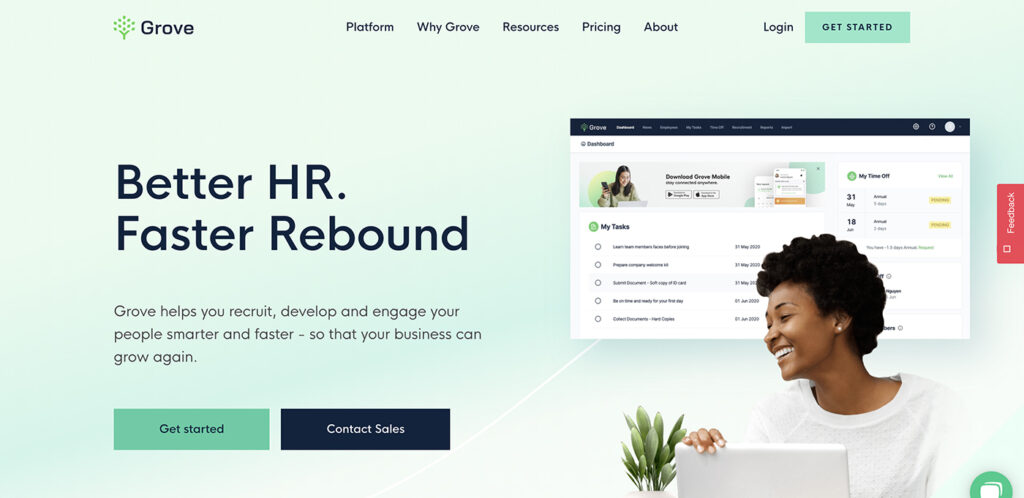 Grove
Platform
Why Grove
Resources
Pricing
About
Login
GET STARTED
Better HR.
Faster Rebound
Grove helps you recruit, develop and engage your
people smarter and faster - so that your business can
grow again.
Get started
Contact Sales
Grove
Dashboard
News
Employees
My Tasks
Time Off
Recruitment
Reports
Import
Dashboard
Download Grove Mobile
stay connected anywhere.
Google Play
App Store
My Tasks
Learn team members faces before joining
31 May 2020
Prepare company welcome kit
31 May 2020
Submit Document - Soft copy of ID card
31 May 2020
Be on-time and ready for your first day
01 Jun 2020
Collect Documents - Hard Copies
01 Jun 2020
My Time Off
View All
31
May
Annual
5 days
PENDING
18
Jun
Annual
2 days
PENDING
You have -1.5 days Annual. Request
Nguyen
Jun
Feedback